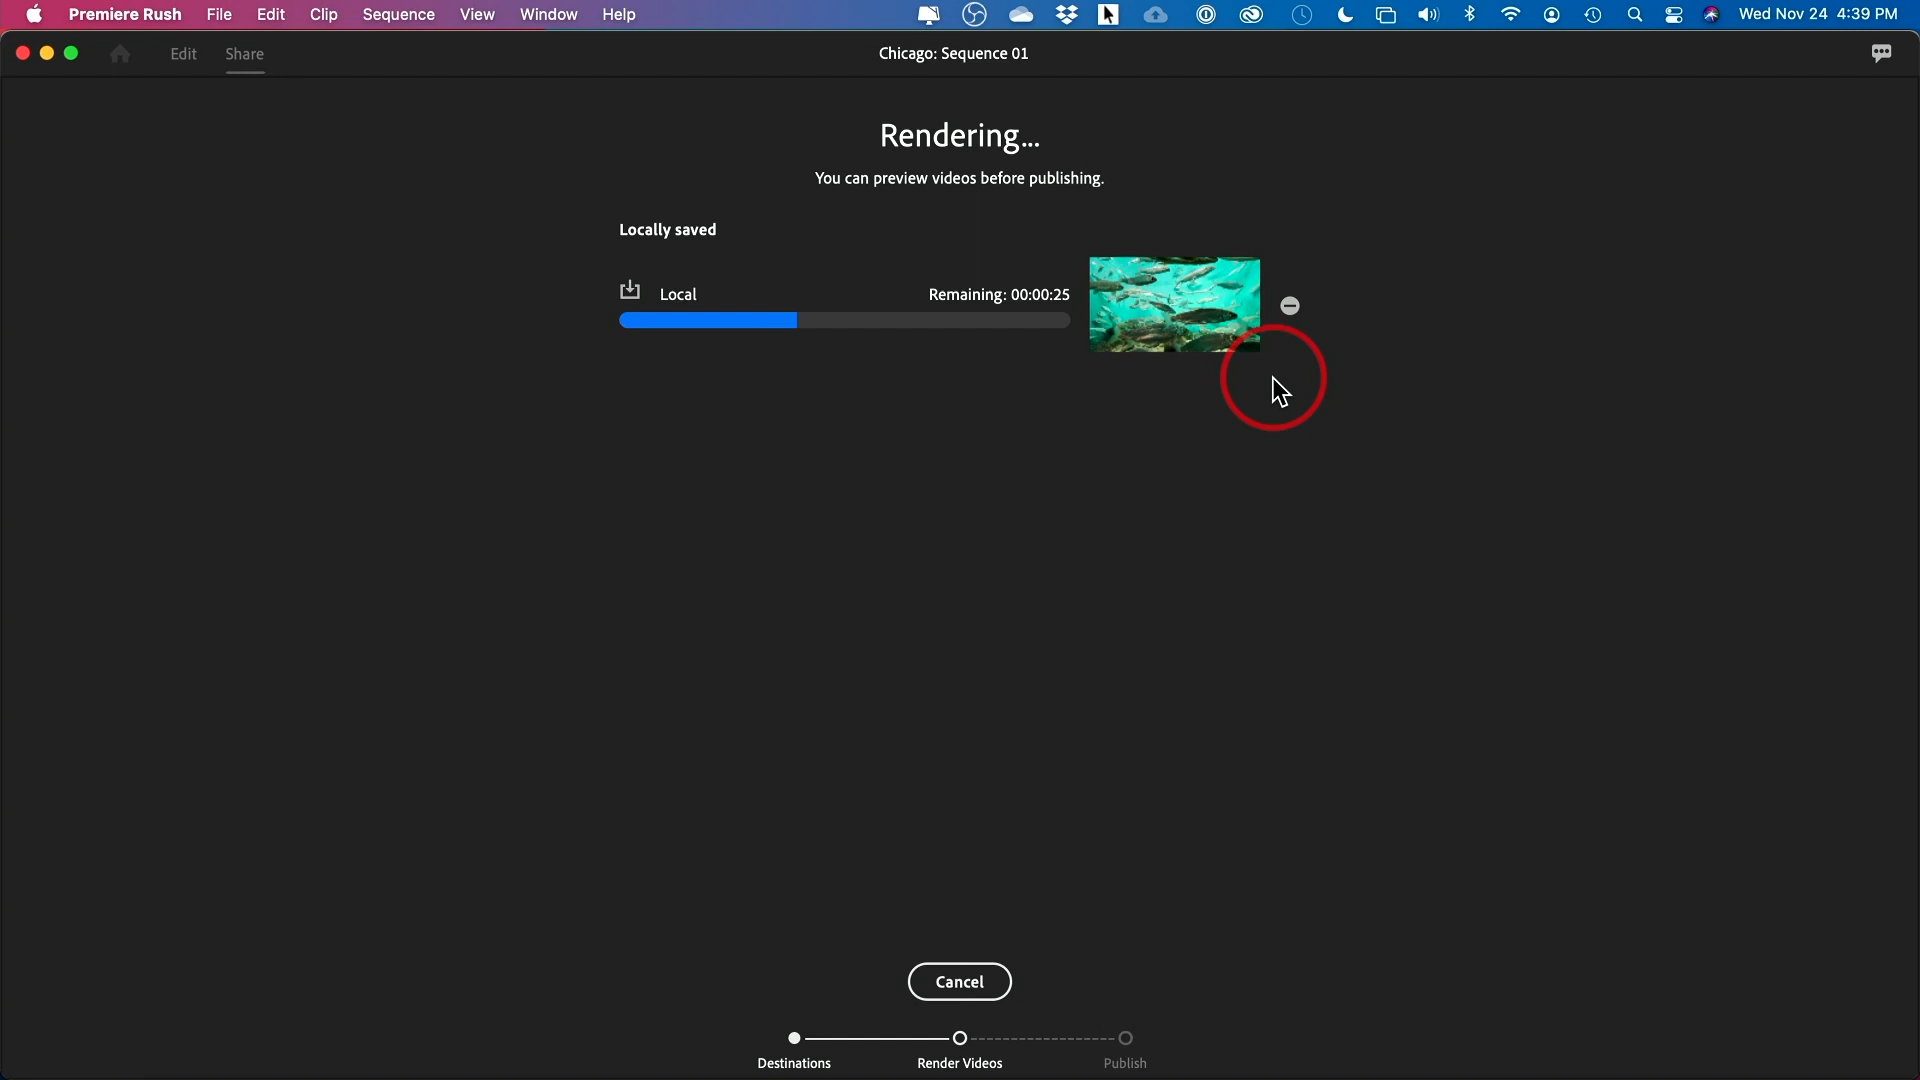 Premiere Rush File Edit Clip Sequence View Window Help Wed Nov 24 4:39 PM
Edit Share Chicago: Sequence 01
Rendering...
You can preview videos before publishing.
Locally saved
Local Remaining: 00:00:25
Cancel
Destinations Render Videos Publish